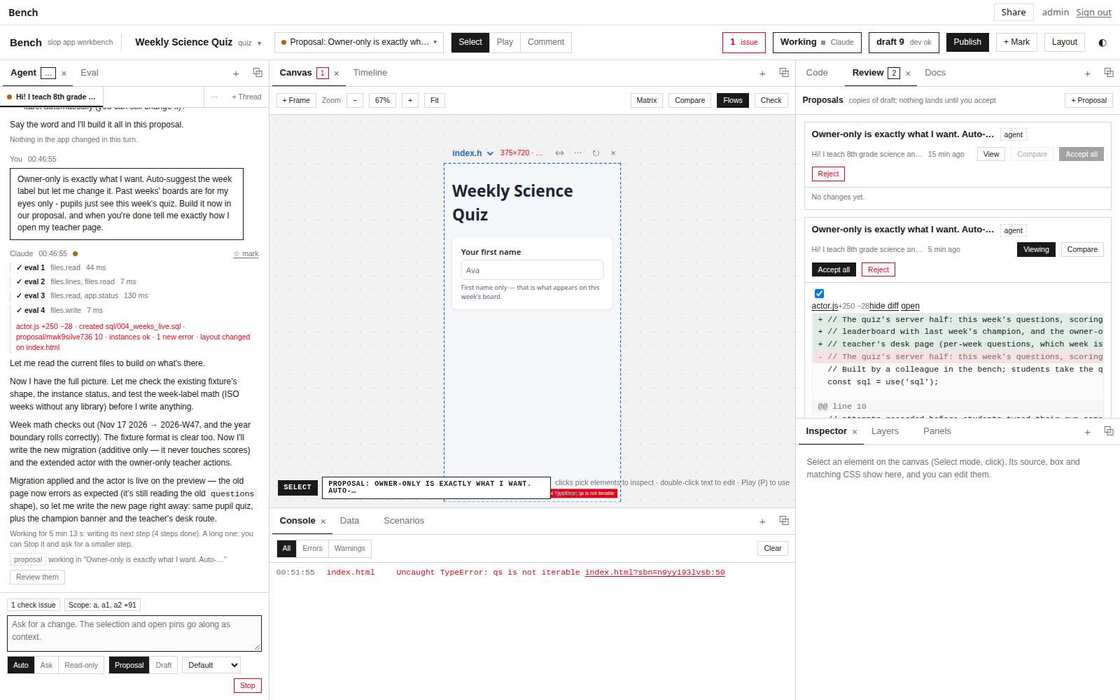 Bench
Share
admin
Sign out
Bench slop app workbench
Weekly Science Quiz quiz
Proposal: Owner-only is exactly wh…
Select
Play
Comment
1 issue
Working Claude
draft 9 dev ok
Publish
+ Mark
Layout
Agent …
Eval
Hi! I teach 8th grade …
+ Thread
Say the word and I'll build it all in this proposal.
Nothing in the app changed in this turn.
You 00:46:55
Owner-only is exactly what I want. Auto-suggest the week
label but let me change it. Past weeks' boards are for my
eyes only - pupils just see this week's quiz. Build it now in
our proposal, and when you're done tell me exactly how I
open my teacher page.
Claude 00:46:55
☆ mark
✓ eval 1 files.read 44 ms
✓ eval 2 files.lines, files.read 7 ms
✓ eval 3 files.read, app.status 130 ms
✓ eval 4 files.write 7 ms
actor.js +250 −28 · created sql/004_weeks_live.sql ·
proposal/mwk9silve736 10 · instances ok · 1 new error · layout changed
on index.html
Let me read the current files to build on what's there.
Now I have the full picture. Let me check the existing fixture's
shape, the instance status, and test the week-label math (ISO
weeks without any library) before I write anything.
Week math checks out (Nov 17 2026 → 2026-W47, and the year
boundary rolls correctly). The fixture format is clear too. Now I'll
write the new migration (additive only — it never touches scores)
and the extended actor with the owner-only teacher actions.
Migration applied and the actor is live on the preview — the old
page now errors as expected (it's still reading the old questions
shape), so let me write the new page right away: same pupil quiz,
plus the champion banner and the teacher's desk route.
Working for 5 min 13 s: writing its next step (4 steps done). A long one; you
can Stop it and ask for a smaller step.
proposal working in "Owner-only is exactly what I want. Auto-…"
Review them
1 check issue
Scope: a, a1, a2 +91
Ask for a change. The selection and open pins go along as
context.
Auto
Ask
Read-only
Proposal
Draft
Default
Stop
Canvas 1
Timeline
+ Frame
Zoom
−
67%
+
Fit
Matrix
Compare
Flows
Check
index.h
375×720 · …
Weekly Science
Quiz
Your first name
Ava
First name only — that is what appears on this
week's board.
SELECT
PROPOSAL: OWNER-ONLY IS EXACTLY WHAT I WANT.
AUTO-…
clicks pick elements to inspect · double-click text to edit · Play (P) to use
Console
Data
Scenarios
All
Errors
Warnings
Clear
00:51:55 index.html Uncaught TypeError: qs is not iterable index.html?sbn=n9yy193lvsb:50
Code
Review 2
Docs
Proposals copies of draft; nothing lands until you accept
+ Proposal
Owner-only is exactly what I want. Auto-… agent
Hi! I teach 8th grade science an… 15 min ago
View
Compare
Accept all
Reject
No changes yet.
Owner-only is exactly what I want. Auto-… agent
Hi! I teach 8th grade science an… 5 min ago
Viewing
Compare
Accept all
Reject
actor.js +250 −28 hide diff open
+ // The quiz's server half: this week's questions, scoring
+ // leaderboard with last week's champion, and the owner-o
+ // teacher's desk page (per-week questions, which week is
- // The quiz's server half: this week's questions, scoring
// Built by a colleague in the bench; students take the q
const sql = use('sql');
@@ line 10
Inspector
Layers
Panels
Select an element on the canvas (Select mode, click). Its source, box and
matching CSS show here, and you can edit them.